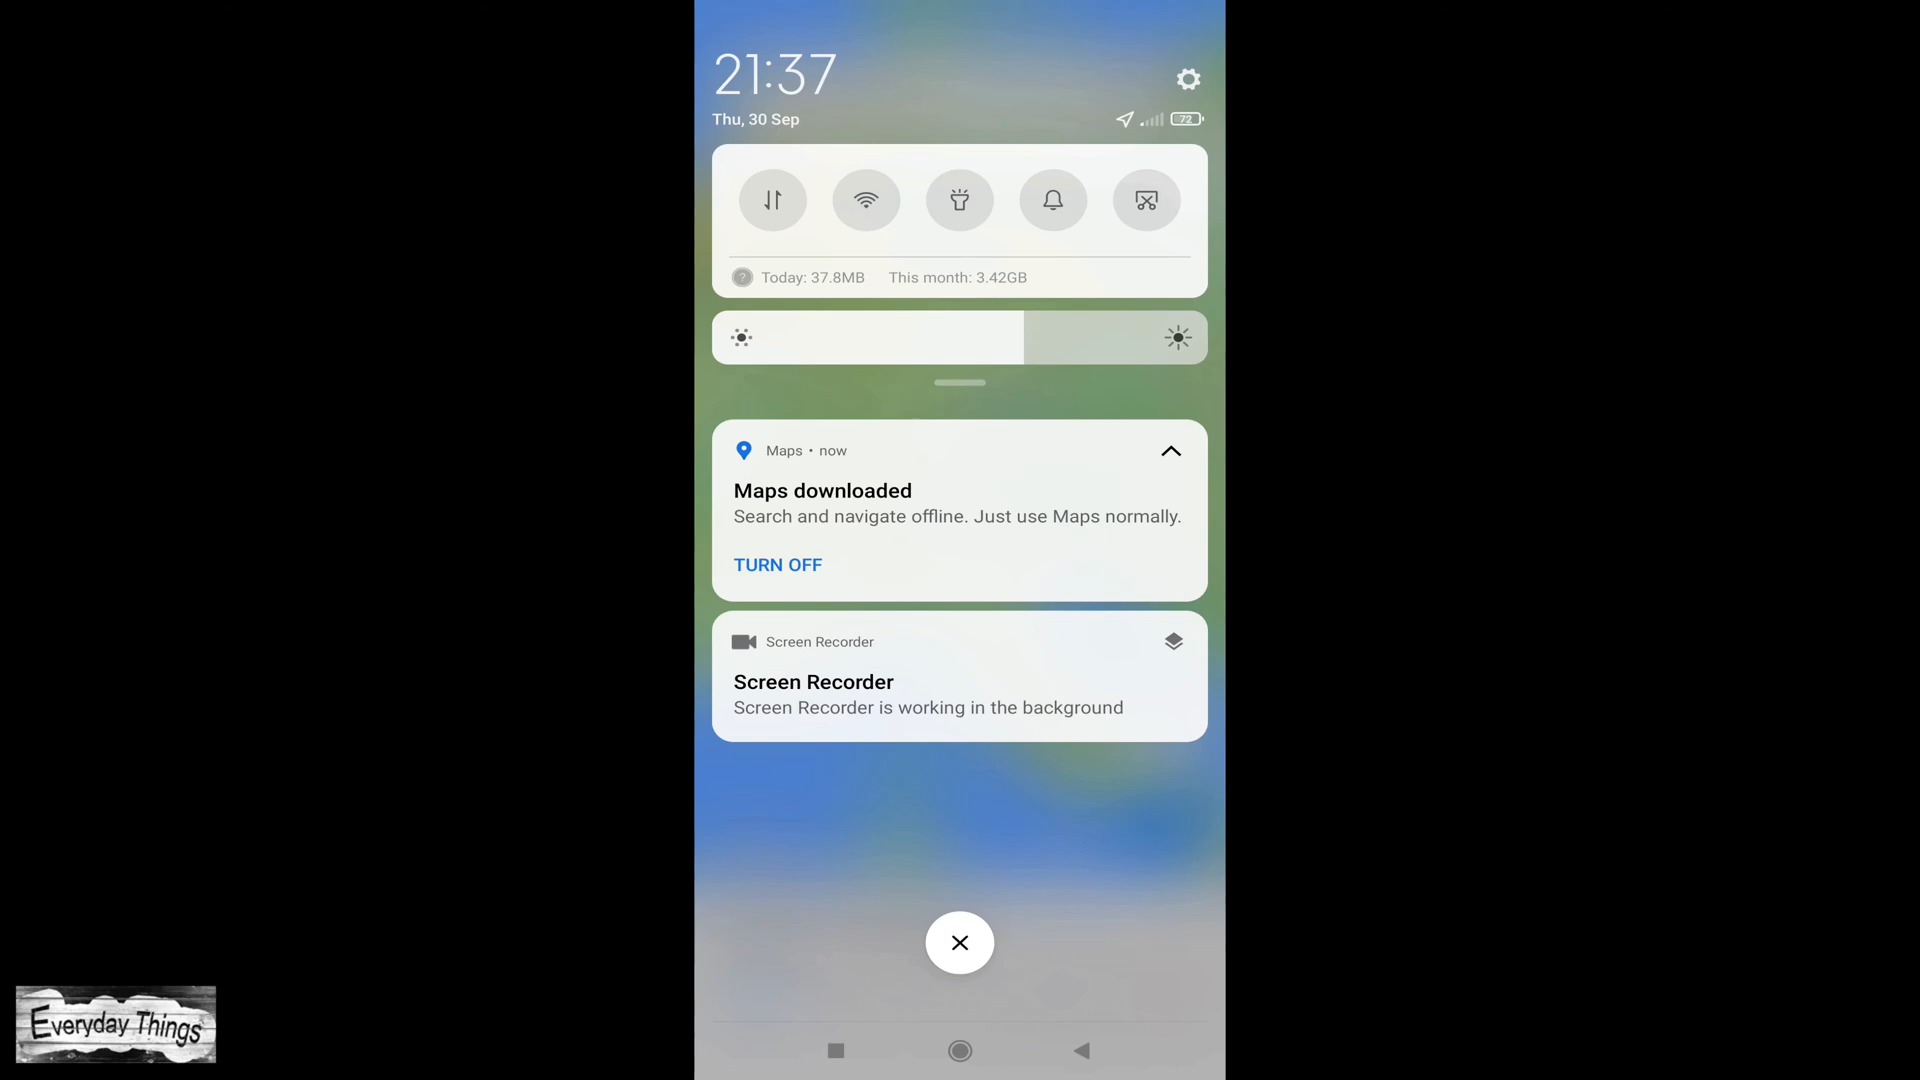 21:37
Thu, 30 Sep
72
Today: 37.8MB This month: 3.42GB
Maps • now
Maps downloaded
Search and navigate offline. Just use Maps normally.
TURN OFF
Screen Recorder
Screen Recorder
Screen Recorder is working in the background
Everyday Things